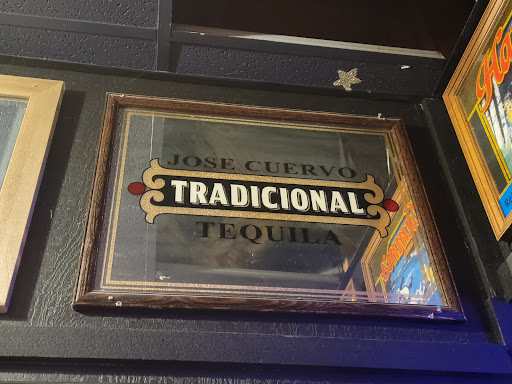 JOSE CUERVO
TRADICIONAL
TEQUILA